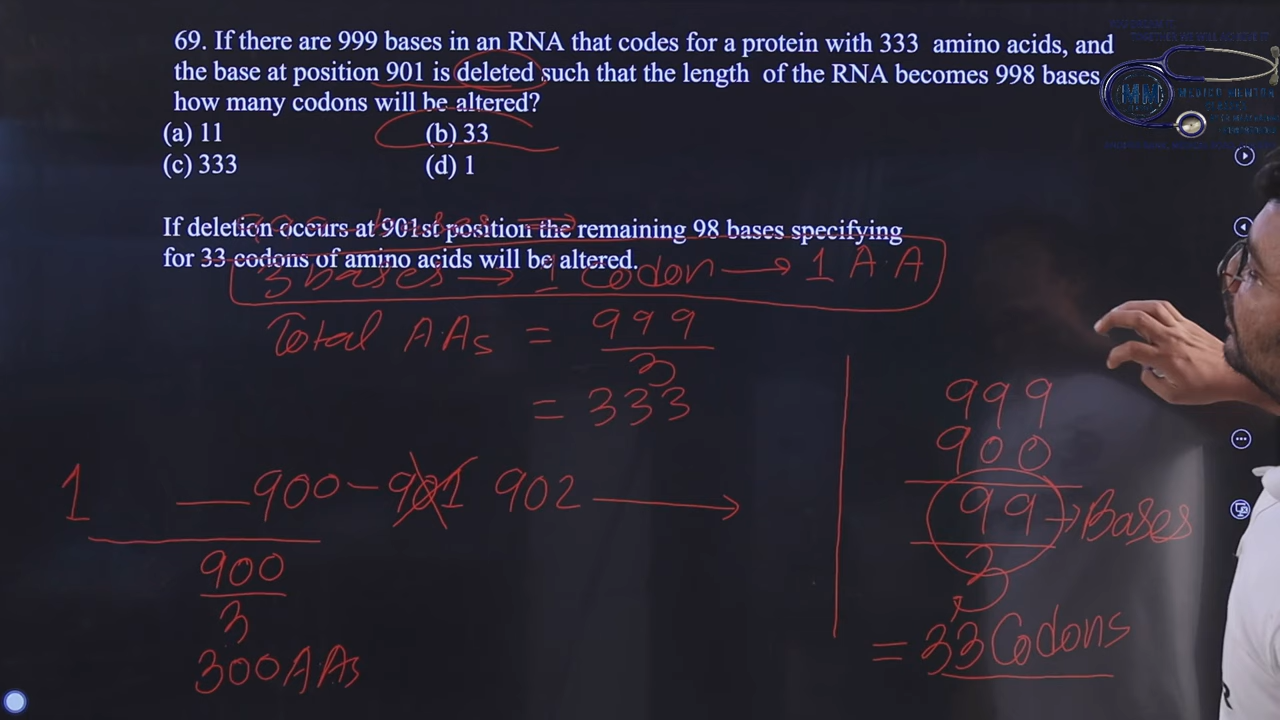 69. If there are 999 bases in an RNA that codes for a protein with 333 amino acids, and
the base at position 901 is deleted such that the length of the RNA becomes 998 bases
how many codons will be altered?
(a) 11 (b) 33
(c) 333 (d) 1
If deletion occurs at 901st position the remaining 98 bases specifying
for 33 codons of amino acids will be altered.
3 bases → 1 Codon → 1 A.A
Total AAs = 999
3
= 333
1 — 900 – 901 902 →
900
3
300 AAs
999
900
99 → Bases
3
= 33 Codons
MM